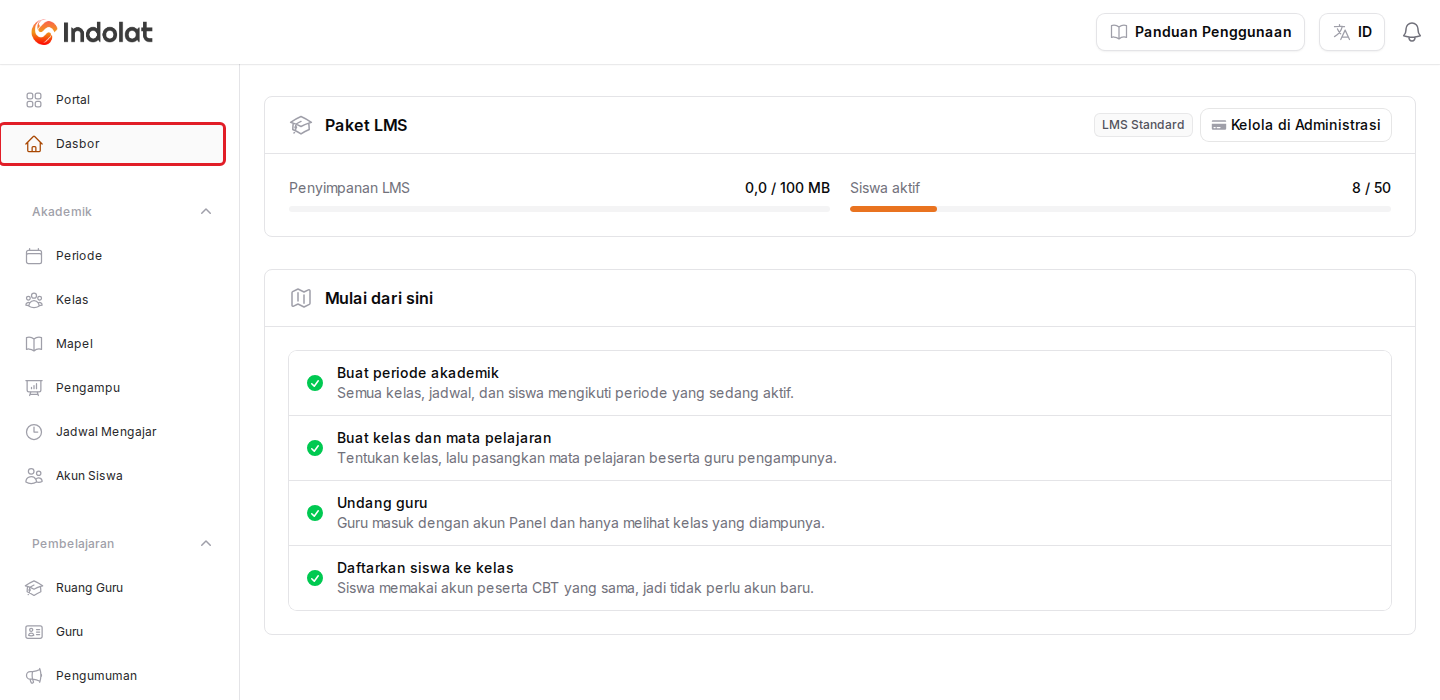 Indolat
Panduan Penggunaan
ID
Portal
Dasbor
Akademik
Periode
Kelas
Mapel
Pengampu
Jadwal Mengajar
Akun Siswa
Pembelajaran
Ruang Guru
Guru
Pengumuman
Paket LMS
LMS Standard
Kelola di Administrasi
Penyimpanan LMS
0,0 / 100 MB
Siswa aktif
8 / 50
Mulai dari sini
Buat periode akademik
Semua kelas, jadwal, dan siswa mengikuti periode yang sedang aktif.
Buat kelas dan mata pelajaran
Tentukan kelas, lalu pasangkan mata pelajaran beserta guru pengampunya.
Undang guru
Guru masuk dengan akun Panel dan hanya melihat kelas yang diampunya.
Daftarkan siswa ke kelas
Siswa memakai akun peserta CBT yang sama, jadi tidak perlu akun baru.